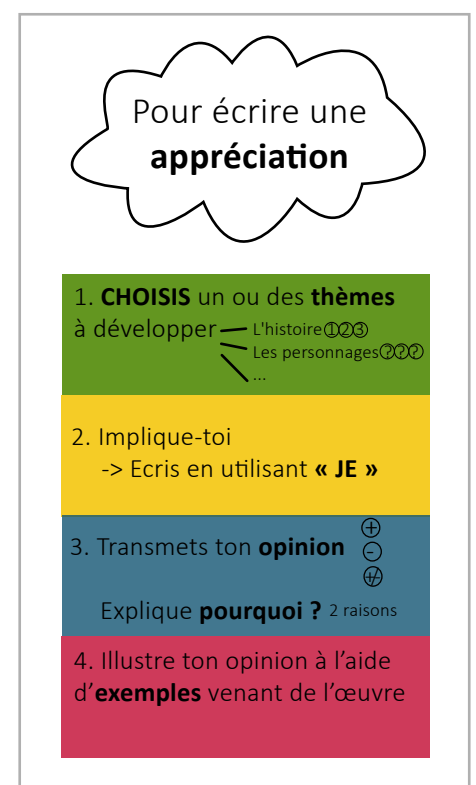 Pour écrire une
appréciation
1. CHOISIS un ou des thèmes
à développer
L'histoire①②③
Les personnages???
...
2. Implique-toi
-> Ecris en utilisant « JE »
3. Transmets ton opinion
+
-
+/-
Explique pourquoi ? 2 raisons
4. Illustre ton opinion à l’aide
d’exemples venant de l’œuvre